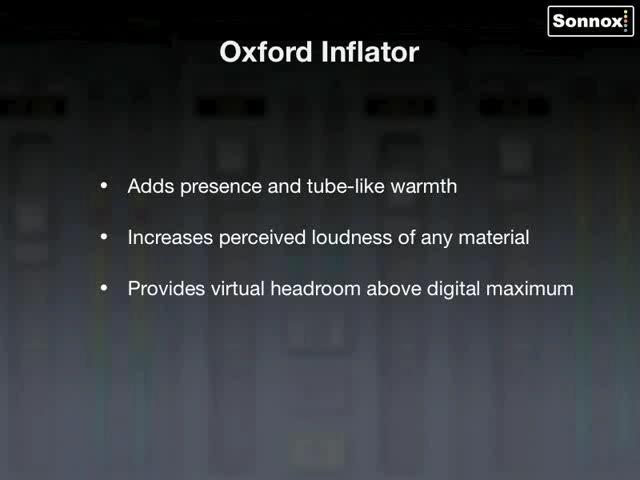 Sonnox
Oxford Inflator
• Adds presence and tube-like warmth
• Increases perceived loudness of any material
• Provides virtual headroom above digital maximum